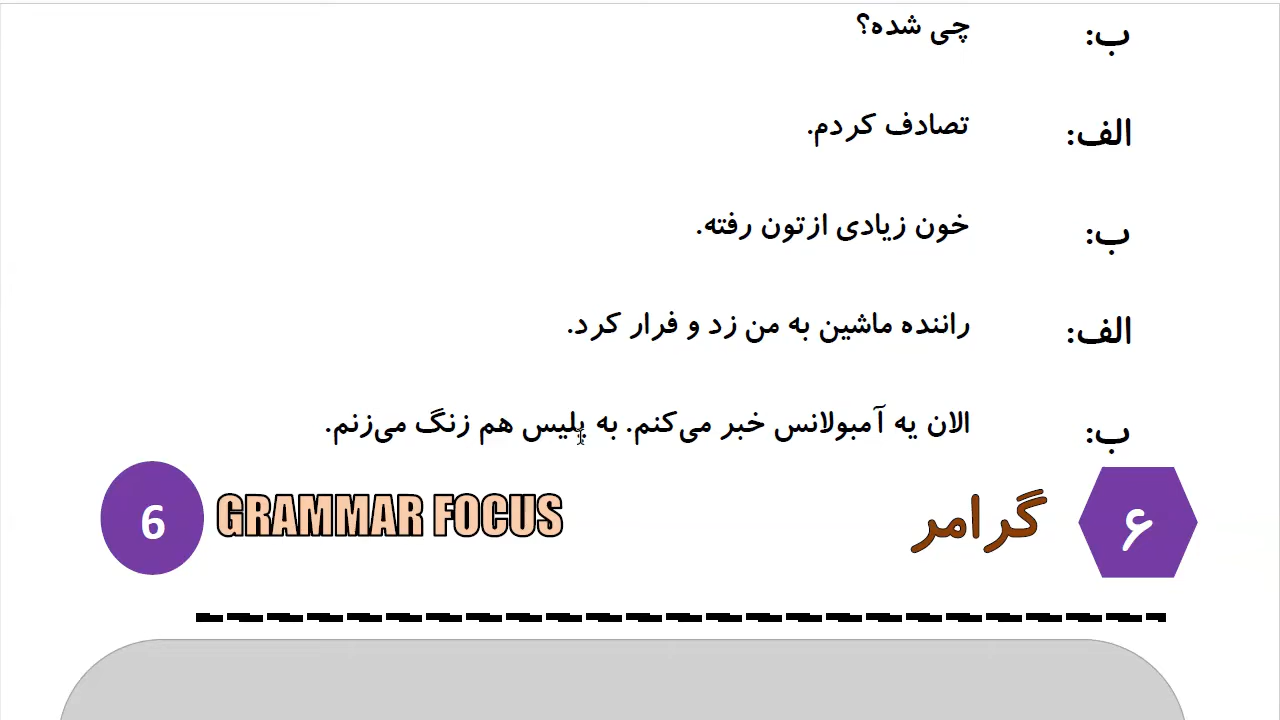 ب: چی شده؟
الف: تصادف کردم.
ب: خون زیادی ازتون رفته.
الف: راننده ماشین به من زد و فرار کرد.
ب: الان یه آمبولانس خبر می‌کنم. به پلیس هم زنگ می‌زنم.
۶ گرامر GRAMMAR FOCUS 6